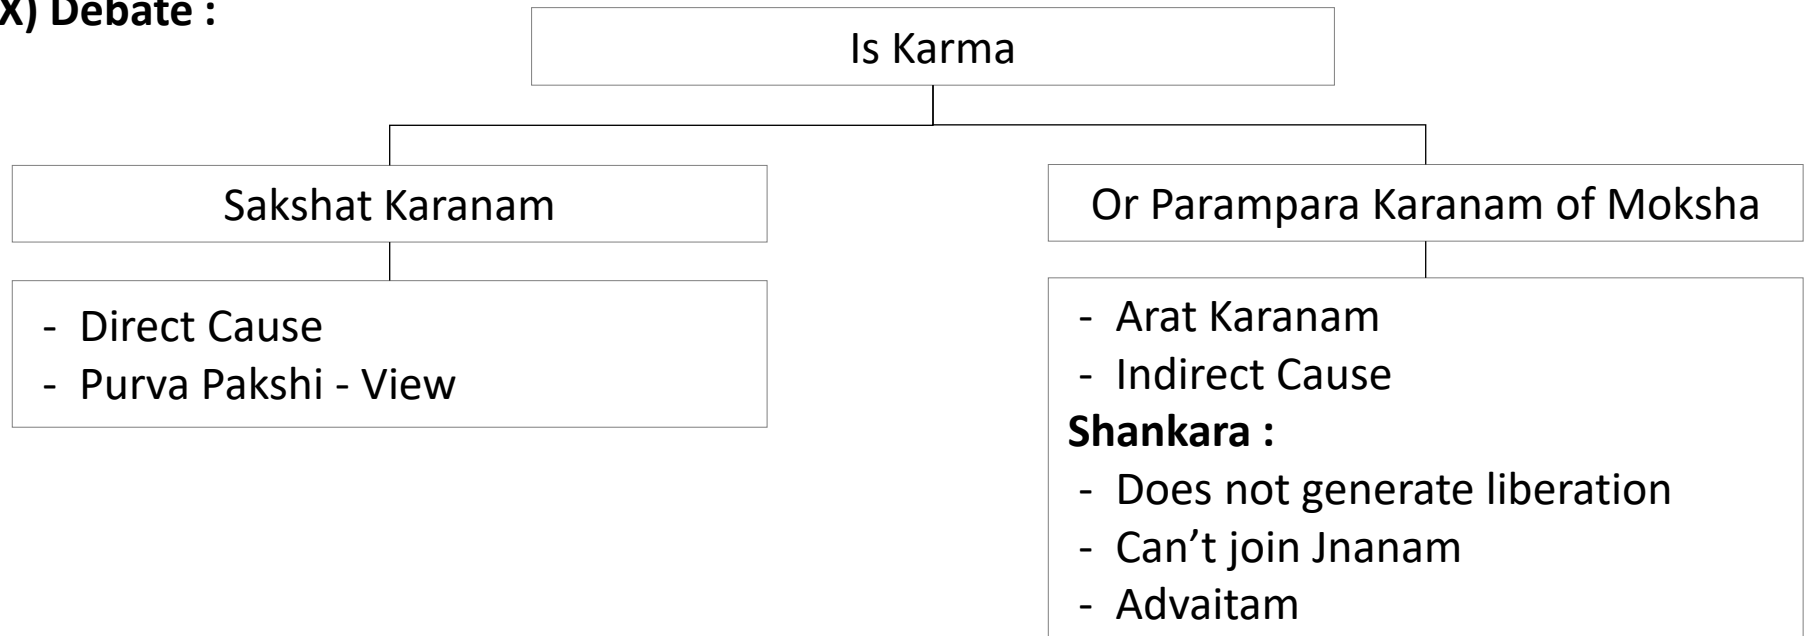 X) Debate :
Is Karma
Sakshat Karanam
- Direct Cause
- Purva Pakshi - View
Or Parampara Karanam of Moksha
- Arat Karanam
- Indirect Cause
Shankara :
- Does not generate liberation
- Can’t join Jnanam
- Advaitam